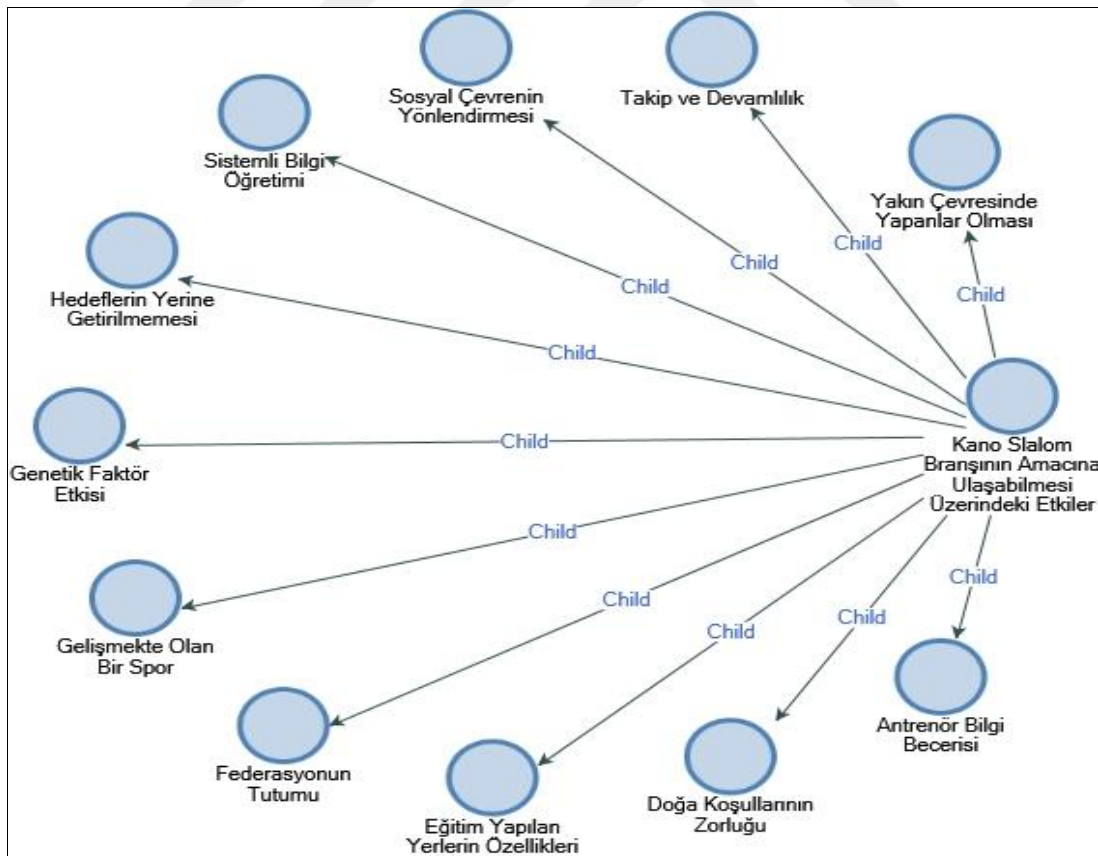 Sosyal Çevrenin
Yönlendirmesi
Takip ve Devamlılık
Sistemli Bilgi
Öğretimi
Yakın Çevresinde
Yapanlar Olması
Hedeflerin Yerine
Getirilmemesi
Child
Child
Child
Child
Child
Child
Genetik Faktör
Etkisi
Kano Slalom
Branşının Amacına
Ulaşabilmesi
Üzerindeki Etkiler
Child
Child
Child
Child
Child
Gelişmekte Olan
Bir Spor
Federasyonun
Tutumu
Eğitim Yapılan
Yerlerin Özellikleri
Doğa Koşullarının
Zorluğu
Antrenör Bilgi
Becerisi